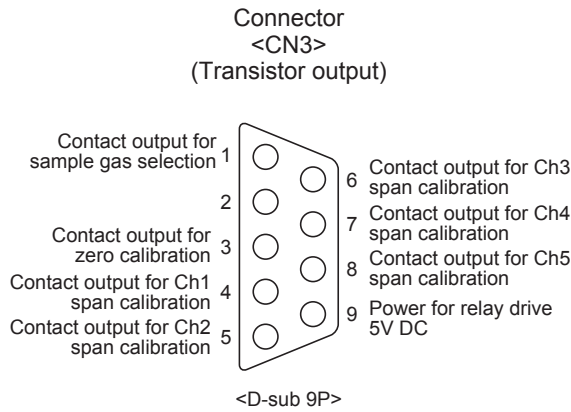 Connector
<CN3>
(Transistor output)
Contact output for
sample gas selection 1
2
Contact output for
zero calibration 3
Contact output for Ch1
span calibration 4
Contact output for Ch2
span calibration 5
6 Contact output for Ch3
span calibration
7 Contact output for Ch4
span calibration
8 Contact output for Ch5
span calibration
9 Power for relay drive
5V DC
<D-sub 9P>